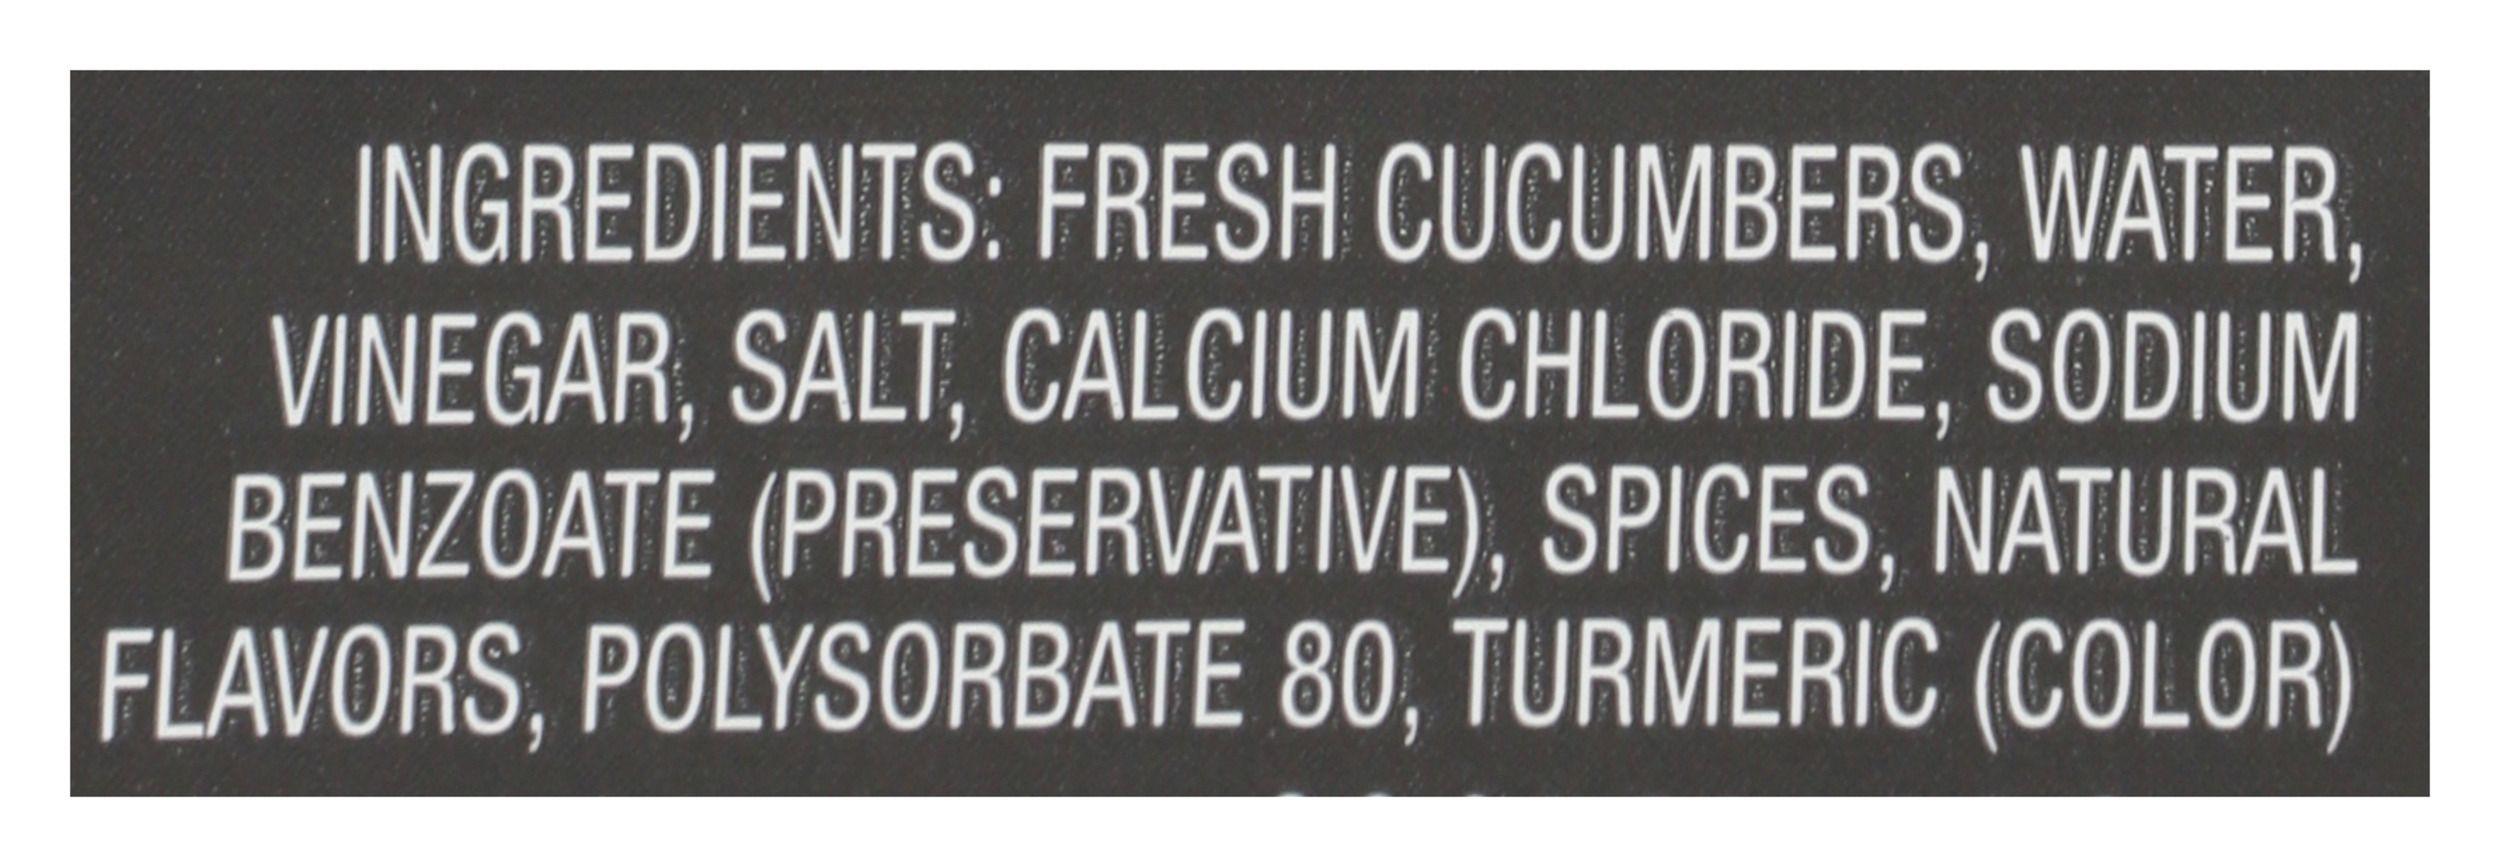 INGREDIENTS: FRESH CUCUMBERS, WATER,
VINEGAR, SALT, CALCIUM CHLORIDE, SODIUM
BENZOATE (PRESERVATIVE), SPICES, NATURAL
FLAVORS, POLYSORBATE 80, TURMERIC (COLOR)